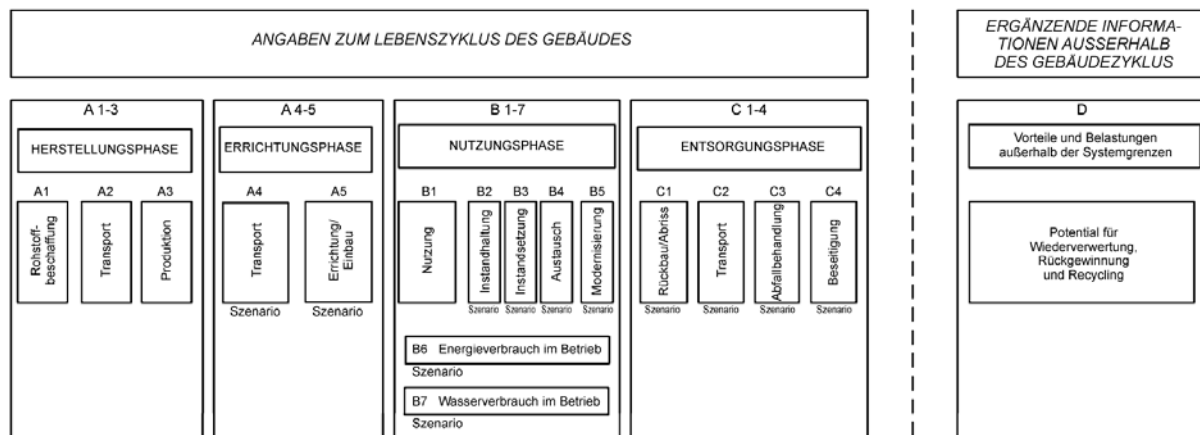 ANGABEN ZUM LEBENSZYKLUS DES GEBÄUDES
ERGÄNZENDE INFORMA-
TIONEN AUSSERHALB
DES GEBÄUDEZYKLUS
A 1-3
HERSTELLUNGSPHASE
A1
A2
A3
Rohstoff-
beschaffung
Transport
Produktion
A 4-5
ERRICHTUNGSPHASE
A4
A5
Transport
Errichtung/
Einbau
Szenario
Szenario
B 1-7
NUTZUNGSPHASE
B1
B2
B3
B4
B5
Nutzung
Instandhaltung
Instandsetzung
Austausch
Modernisierung
Szenario
Szenario
Szenario
Szenario
B6 Energieverbrauch im Betrieb
Szenario
B7 Wasserverbrauch im Betrieb
Szenario
C 1-4
ENTSORGUNGSPHASE
C1
C2
C3
C4
Rückbau/Abriss
Transport
Abfallbehandlung
Beseitigung
Szenario
Szenario
Szenario
Szenario
D
Vorteile und Belastungen
außerhalb der Systemgrenzen
Potential für
Wiederverwertung,
Rückgewinnung
und Recycling